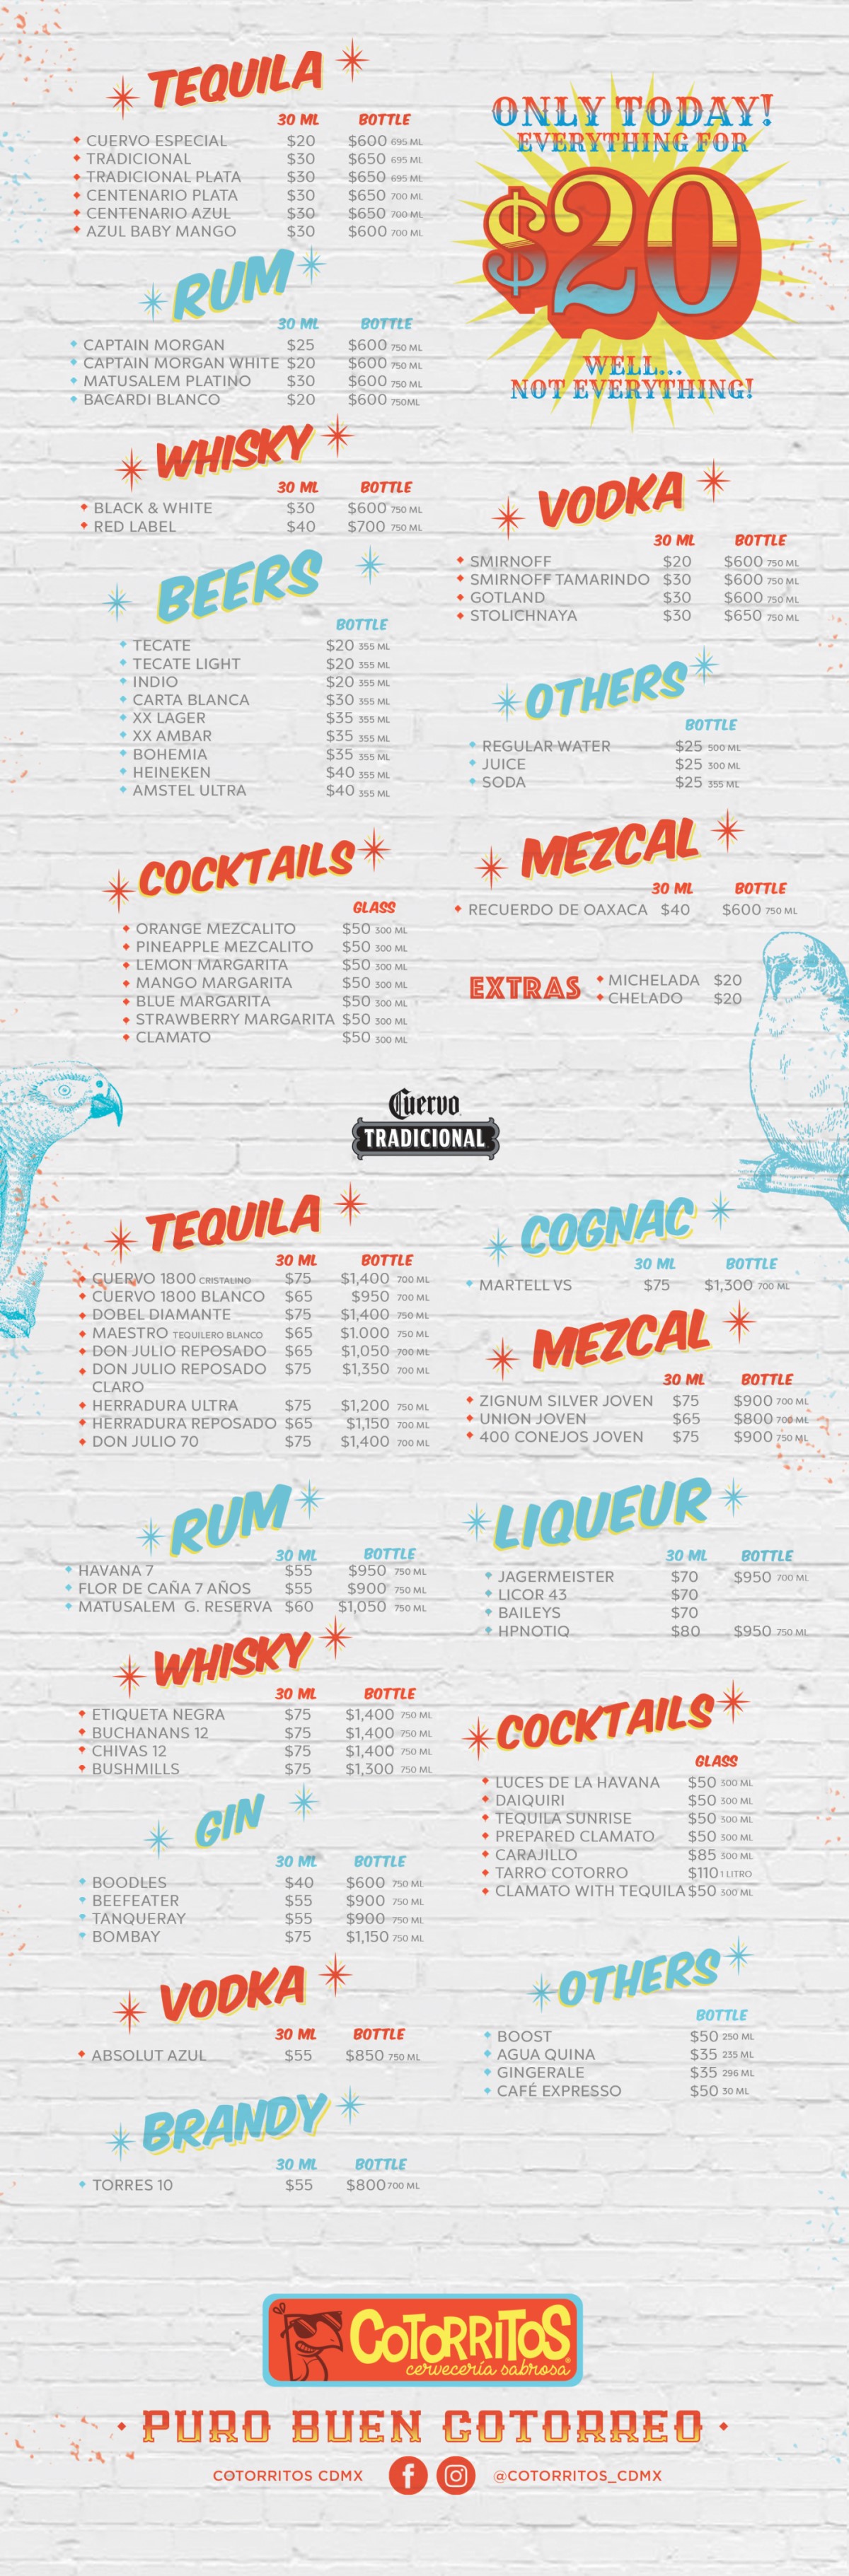 TEQUILA
30 ML BOTTLE
CUERVO ESPECIAL $20 $600 695 ML
TRADICIONAL $30 $650 695 ML
TRADICIONAL PLATA $30 $650 695 ML
CENTENARIO PLATA $30 $650 700 ML
CENTENARIO AZUL $30 $650 700 ML
AZUL BABY MANGO $30 $600 700 ML
ONLY TODAY!
EVERYTHING FOR
$20
WELL...
NOT EVERYTHING!
RUM
30 ML BOTTLE
CAPTAIN MORGAN $25 $600 750 ML
CAPTAIN MORGAN WHITE $20 $600 750 ML
MATUSALEM PLATINO $30 $600 750 ML
BACARDI BLANCO $20 $600 750ML
WHISKY
30 ML BOTTLE
BLACK & WHITE $30 $600 750 ML
RED LABEL $40 $700 750 ML
VODKA
30 ML BOTTLE
SMIRNOFF $20 $600 750 ML
SMIRNOFF TAMARINDO $30 $600 750 ML
GOTLAND $30 $600 750 ML
STOLICHNAYA $30 $650 750 ML
BEERS
BOTTLE
TECATE $20 355 ML
TECATE LIGHT $20 355 ML
INDIO $20 355 ML
CARTA BLANCA $30 355 ML
XX LAGER $35 355 ML
XX AMBAR $35 355 ML
BOHEMIA $35 355 ML
HEINEKEN $40 355 ML
AMSTEL ULTRA $40 355 ML
OTHERS
BOTTLE
REGULAR WATER $25 500 ML
JUICE $25 300 ML
SODA $25 355 ML
COCKTAILS
GLASS
ORANGE MEZCALITO $50 300 ML
PINEAPPLE MEZCALITO $50 300 ML
LEMON MARGARITA $50 300 ML
MANGO MARGARITA $50 300 ML
BLUE MARGARITA $50 300 ML
STRAWBERRY MARGARITA $50 300 ML
CLAMATO $50 300 ML
MEZCAL
30 ML BOTTLE
RECUERDO DE OAXACA $40 $600 750 ML
EXTRAS
MICHELADA $20
CHELADO $20
Cuervo
TRADICIONAL
TEQUILA
30 ML BOTTLE
CUERVO 1800 CRISTALINO $75 $1,400 700 ML
CUERVO 1800 BLANCO $65 $950 700 ML
DOBEL DIAMANTE $75 $1,400 750 ML
MAESTRO TEQUILERO BLANCO $65 $1.000 750 ML
DON JULIO REPOSADO $65 $1,050 700 ML
DON JULIO REPOSADO $75 $1,350 700 ML
CLARO
HERRADURA ULTRA $75 $1,200 750 ML
HERRADURA REPOSADO $65 $1,150 700 ML
DON JULIO 70 $75 $1,400 700 ML
COGNAC
30 ML BOTTLE
MARTELL VS $75 $1,300 700 ML
MEZCAL
30 ML BOTTLE
ZIGNUM SILVER JOVEN $75 $900 700 ML
UNION JOVEN $65 $800 700 ML
400 CONEJOS JOVEN $75 $900 750 ML
RUM
30 ML BOTTLE
HAVANA 7 $55 $950 750 ML
FLOR DE CAÑA 7 AÑOS $55 $900 750 ML
MATUSALEM G. RESERVA $60 $1,050 750 ML
LIQUEUR
30 ML BOTTLE
JAGERMEISTER $70 $950 700 ML
LICOR 43 $70
BAILEYS $70
HPNOTIQ $80 $950 750 ML
WHISKY
30 ML BOTTLE
ETIQUETA NEGRA $75 $1,400 750 ML
BUCHANANS 12 $75 $1,400 750 ML
CHIVAS 12 $75 $1,400 750 ML
BUSHMILLS $75 $1,300 750 ML
COCKTAILS
GLASS
LUCES DE LA HAVANA $50 300 ML
DAIQUIRI $50 300 ML
TEQUILA SUNRISE $50 300 ML
PREPARED CLAMATO $50 300 ML
CARAJILLO $85 300 ML
TARRO COTORRO $110 1 LITRO
CLAMATO WITH TEQUILA $50 300 ML
GIN
30 ML BOTTLE
BOODLES $40 $600 750 ML
BEEFEATER $55 $900 750 ML
TANQUERAY $55 $900 750 ML
BOMBAY $75 $1,150 750 ML
VODKA
30 ML BOTTLE
ABSOLUT AZUL $55 $850 750 ML
OTHERS
BOTTLE
BOOST $50 250 ML
AGUA QUINA $35 235 ML
GINGERALE $35 296 ML
CAFÉ EXPRESSO $50 30 ML
BRANDY
30 ML BOTTLE
TORRES 10 $55 $800 700 ML
COTORRITOS
cervecería sabrosa
PURO BUEN COTORREO
COTORRITOS CDMX @COTORRITOS_CDMX